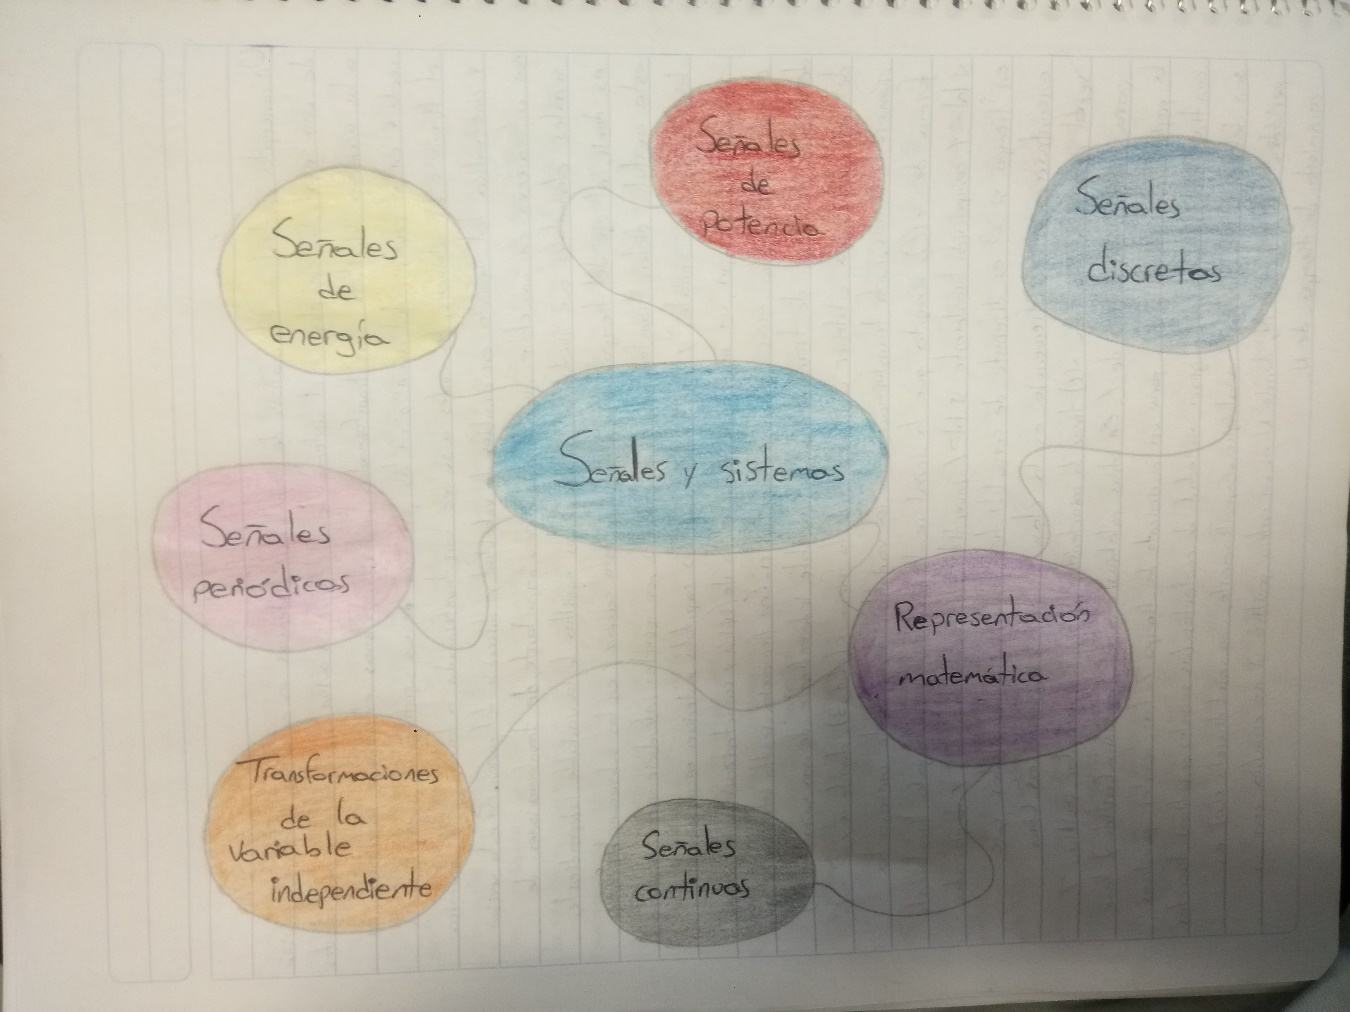 Señales
de
potencia
Señales
discretas
Señales
de
energía
Señales y sistemas
Señales
periódicas
Representación
matemática
Transformaciones
de la
variable
independiente
Señales
continuas